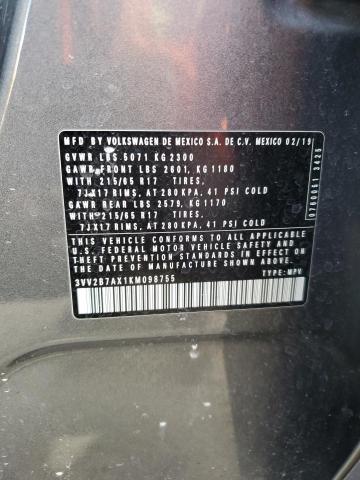 MFD BY VOLKSWAGEN DE MEXICO S.A. DE C.V. MEXICO 02/19
GVWR LBS 5071 KG 2300
GAWR FRONT LBS 2601, KG 1180
WITH 215/65 R17 TIRES,
7JX17 RIMS, AT 280 KPA, 41 PSI COLD
GAWR REAR LBS 2579, KG 1170
WITH 215/65 R17 TIRES,
7JX17 RIMS, AT 280 KPA, 41 PSI COLD
THIS VEHICLE CONFORMS TO ALL APPLICABLE
U.S. FEDERAL MOTOR VEHICLE SAFETY AND
THEFT PREVENTION STANDARDS IN EFFECT
ON THE DATE OF MANUFACTURE SHOWN ABOVE
3VV2B7AX1KM098755 TYPE: MPV
0760051 3425